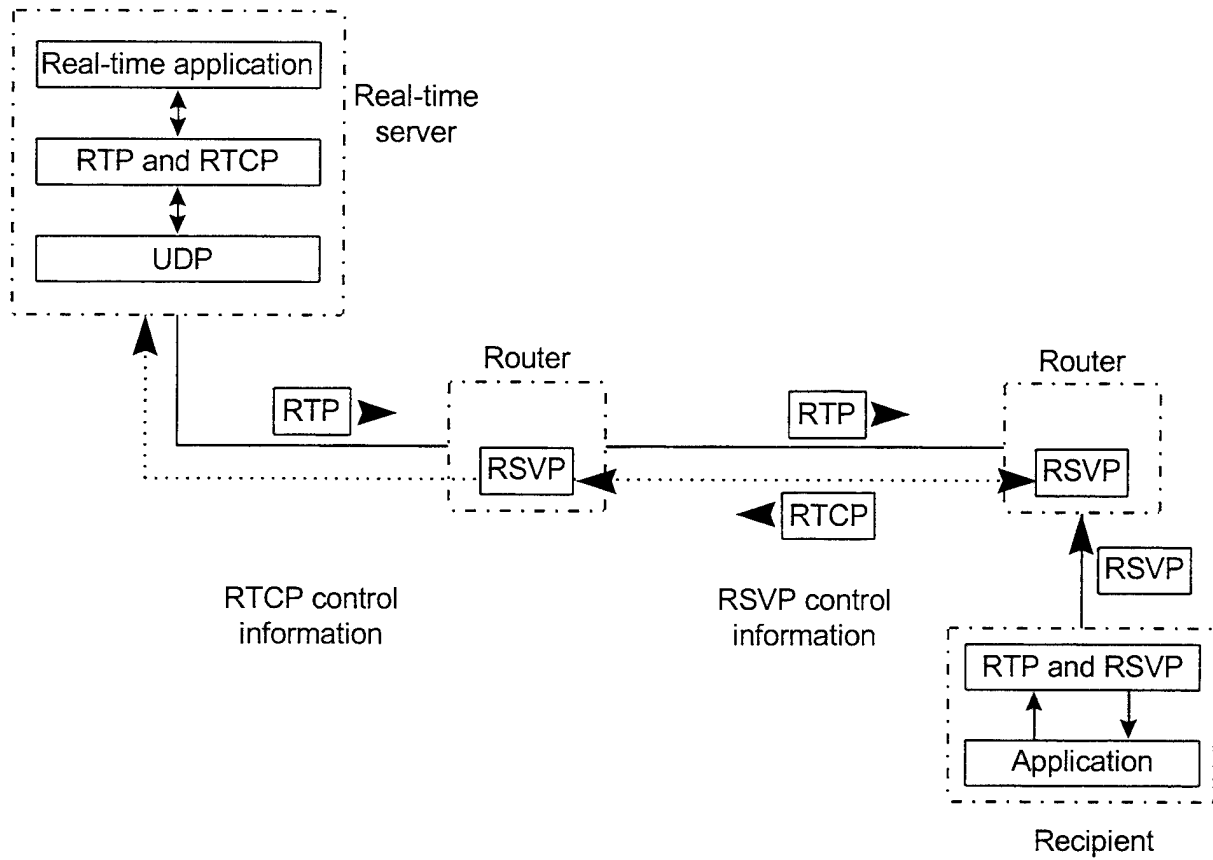 Real-time application
Real-time
server
RTP and RTCP
UDP
Router
Router
RTP
RTP
RSVP
RSVP
RTCP
RSVP
RTCP control
information
RSVP control
information
RTP and RSVP
Application
Recipient